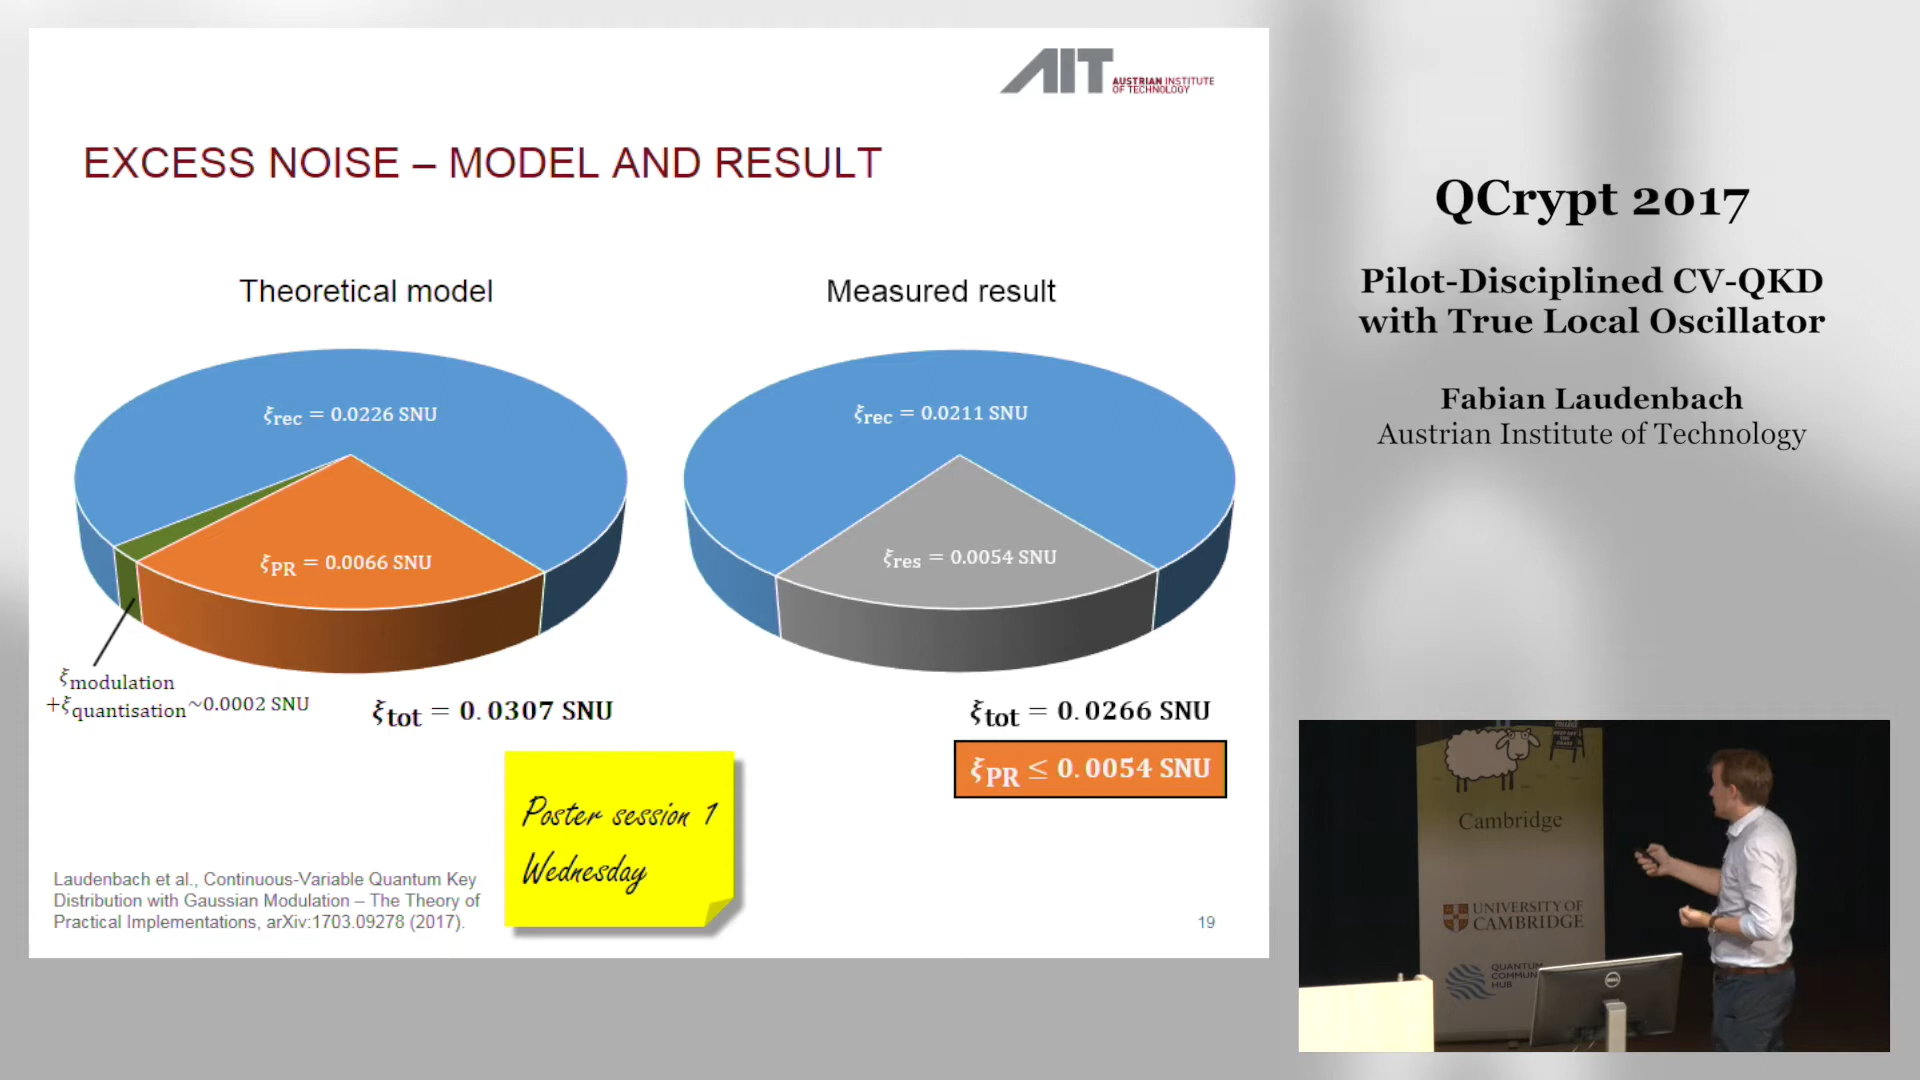 AIT
AUSTRIAN INSTITUTE
OF TECHNOLOGY
EXCESS NOISE – MODEL AND RESULT
Theoretical model
Measured result
ξrec = 0.0226 SNU
ξPR = 0.0066 SNU
ξmodulation
+ξquantisation~0.0002 SNU
ξtot = 0.0307 SNU
ξrec = 0.0211 SNU
ξres = 0.0054 SNU
ξtot = 0.0266 SNU
ξPR ≤ 0.0054 SNU
Poster session 1
Wednesday
Laudenbach et al., Continuous-Variable Quantum Key
Distribution with Gaussian Modulation – The Theory of
Practical Implementations, arXiv:1703.09278 (2017).
19
QCrypt 2017
Pilot-Disciplined CV-QKD
with True Local Oscillator
Fabian Laudenbach
Austrian Institute of Technology
Cambridge
UNIVERSITY OF
CAMBRIDGE
QUANTUM
COMMUN
HUB
DELL